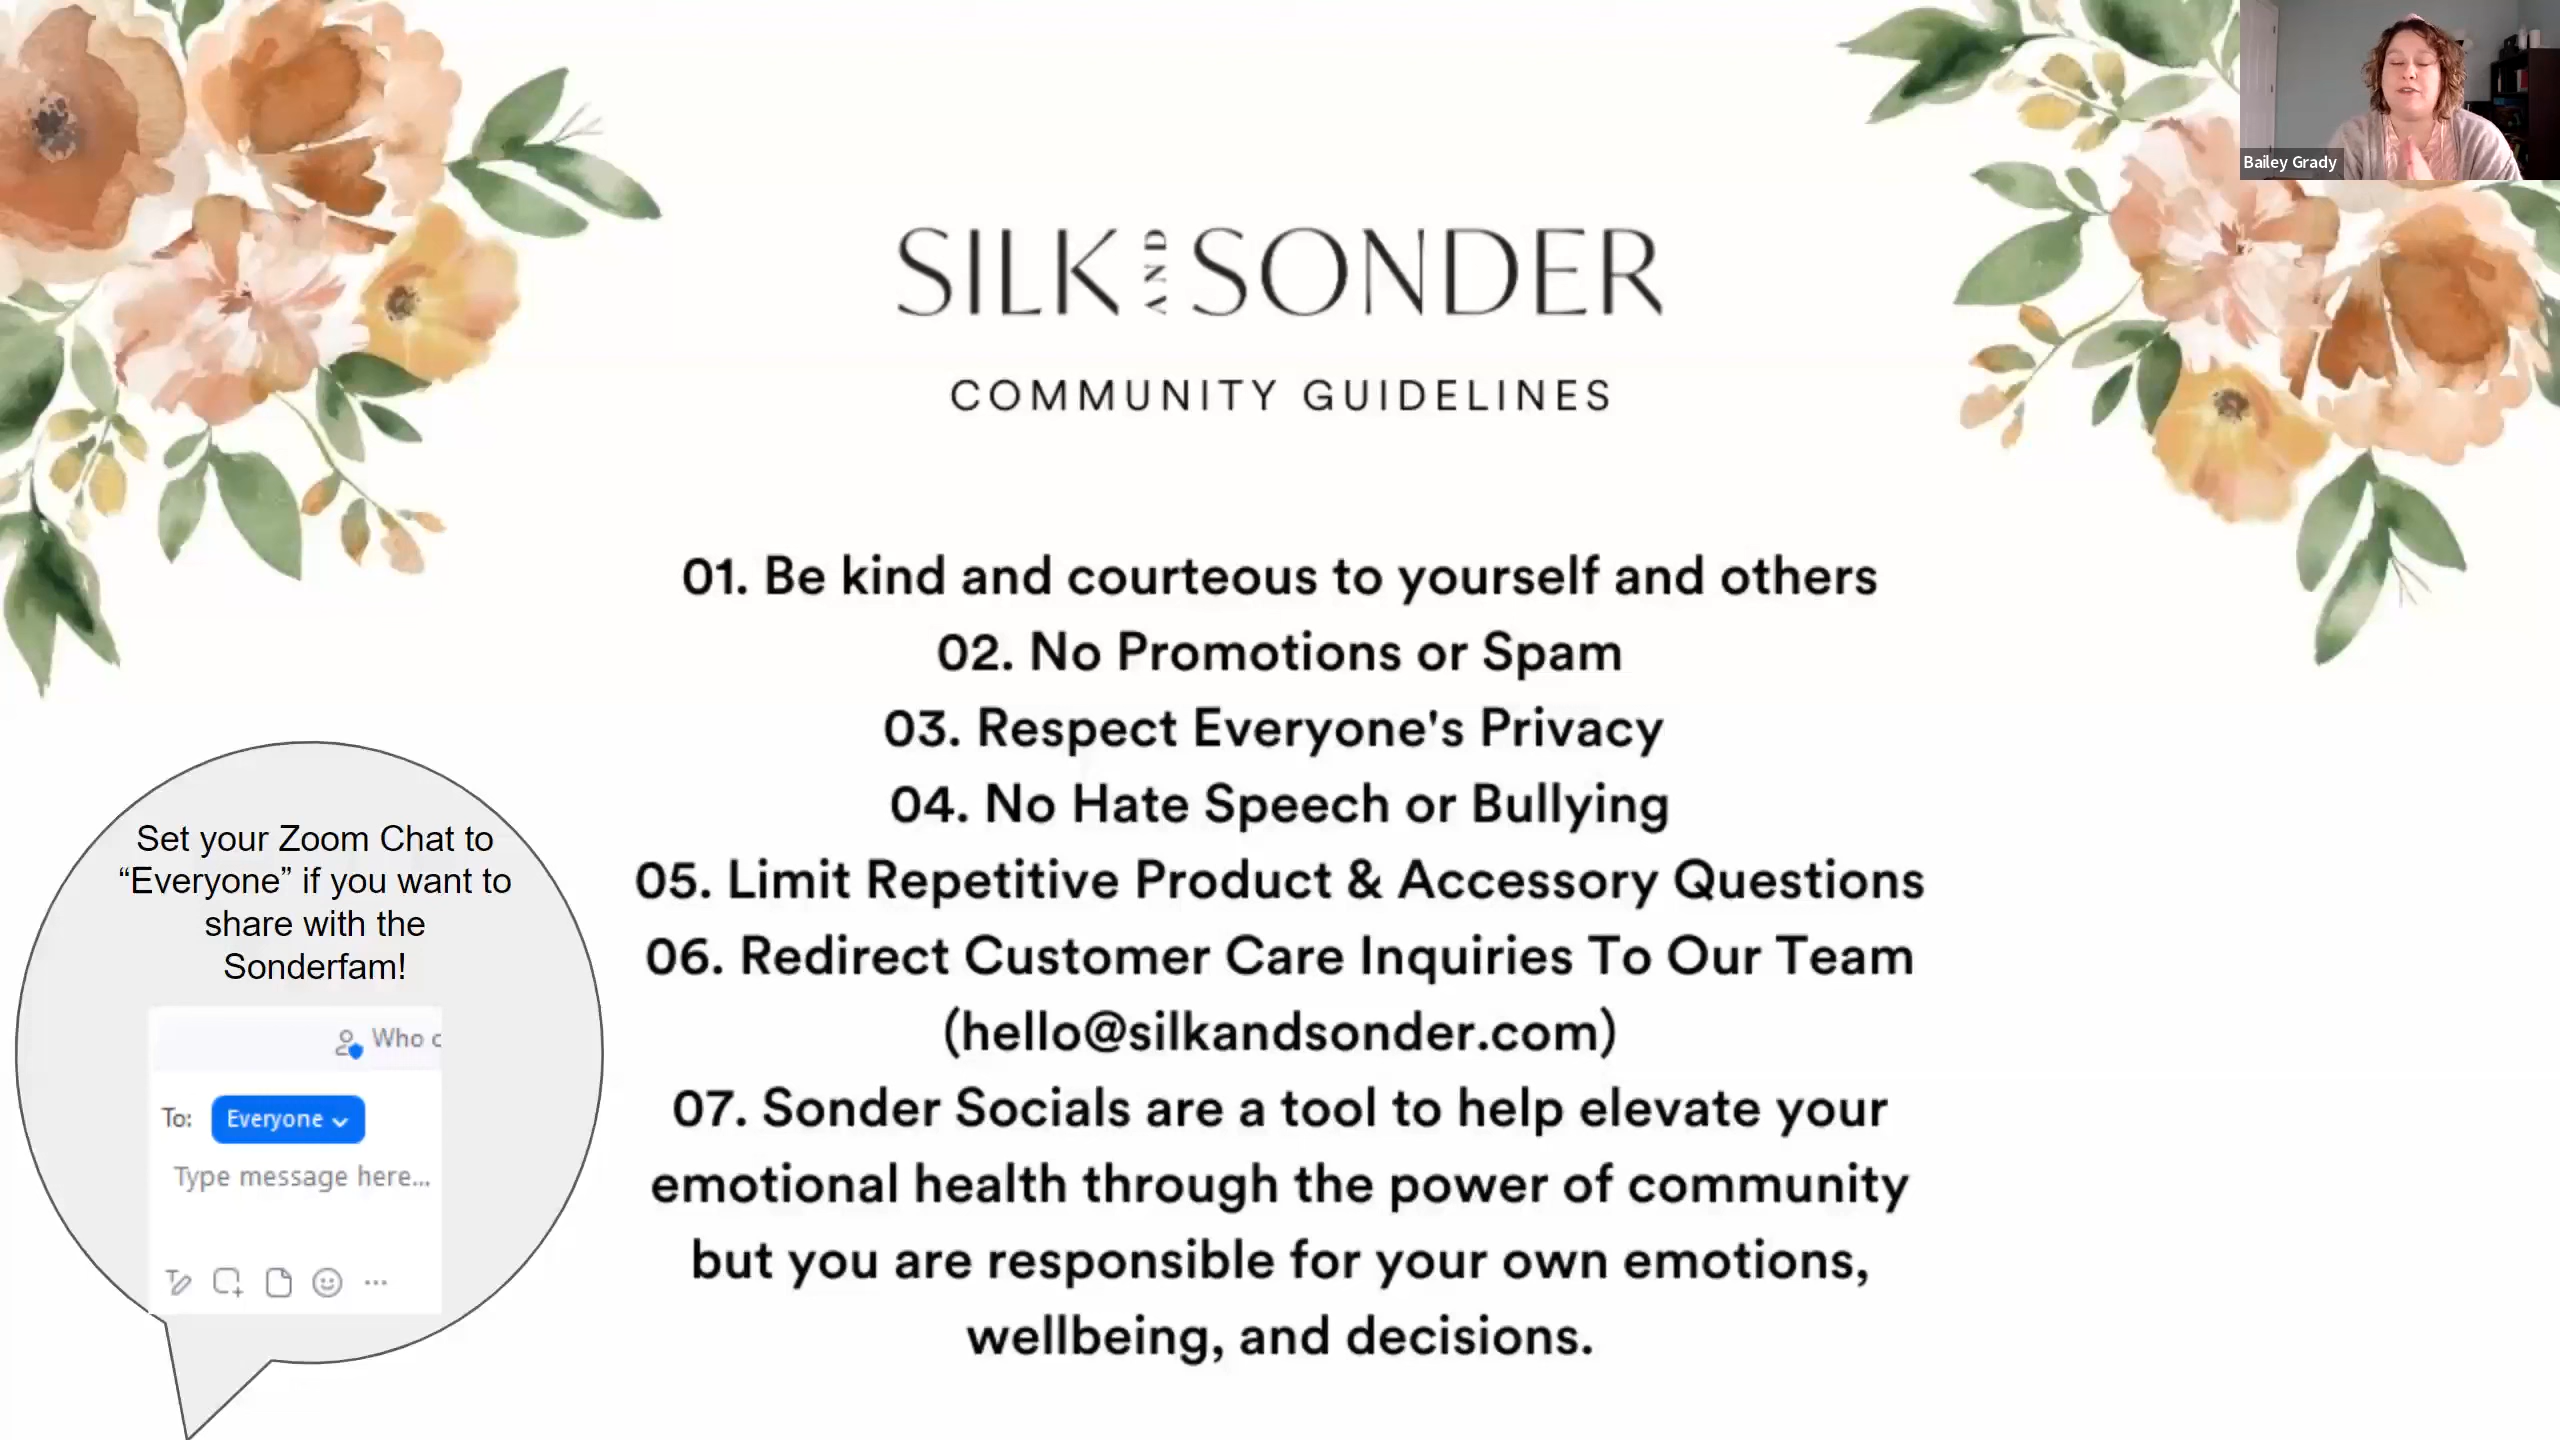 Bailey Grady
SILK AND SONDER
COMMUNITY GUIDELINES
01. Be kind and courteous to yourself and others
02. No Promotions or Spam
03. Respect Everyone's Privacy
04. No Hate Speech or Bullying
05. Limit Repetitive Product & Accessory Questions
06. Redirect Customer Care Inquiries To Our Team
(hello@silkandsonder.com)
07. Sonder Socials are a tool to help elevate your
emotional health through the power of community
but you are responsible for your own emotions,
wellbeing, and decisions.
Set your Zoom Chat to
“Everyone” if you want to
share with the
Sonderfam!
Who c
To: Everyone
Type message here...